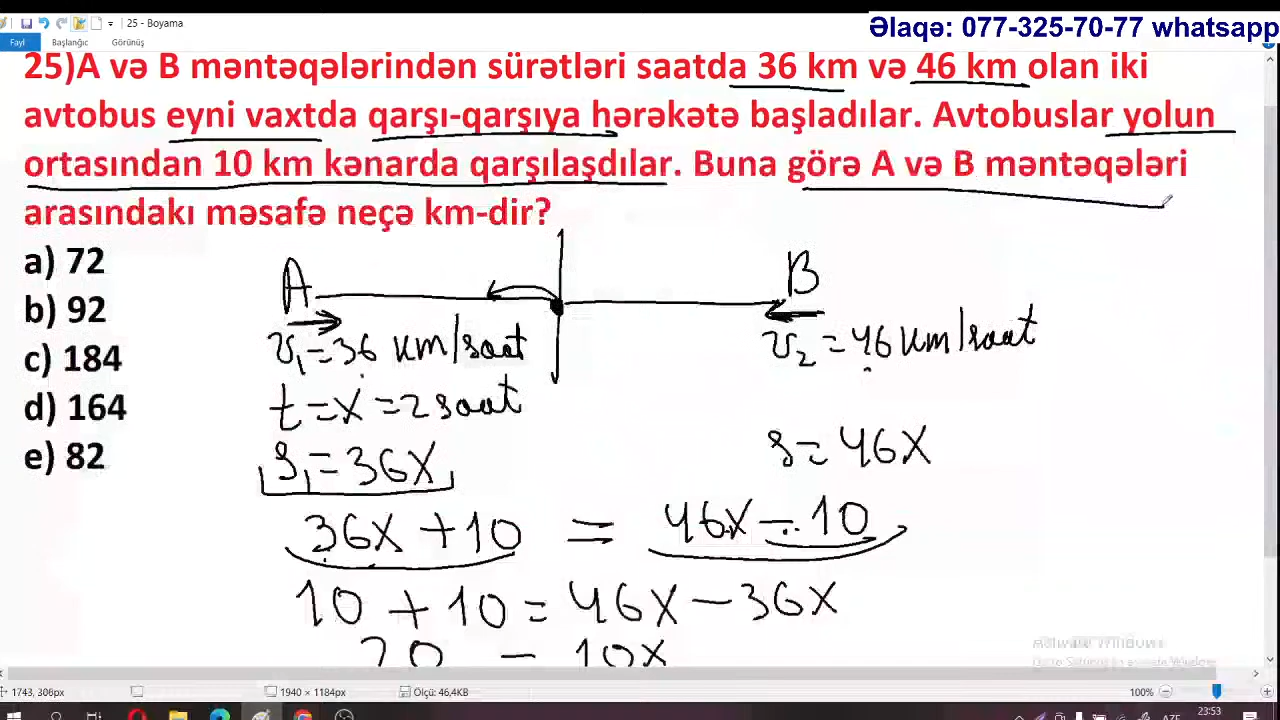 25 - Boyama
Əlaqə: 077-325-70-77 whatsapp
Fayl Başlanğıc Görünüş
25)A və B məntəqələrindən sürətləri saatda 36 km və 46 km olan iki
avtobus eyni vaxtda qarşı-qarşıya hərəkətə başladılar. Avtobuslar yolun
ortasından 10 km kənarda qarşılaşdılar. Buna görə A və B məntəqələri
arasındakı məsafə neçə km-dir?
a) 72
b) 92
c) 184
d) 164
e) 82
A B
v₁=36 km/saat v₂=46 km/saat
t=x=2 saat
s₁=36x s=46x
36x+10 = 46x-10
10+10=46x-36x
20 = 10x
Activate Windows
1743, 306px 1940 × 1184px Ölçü: 46,4KB 100%
AZE 23:53